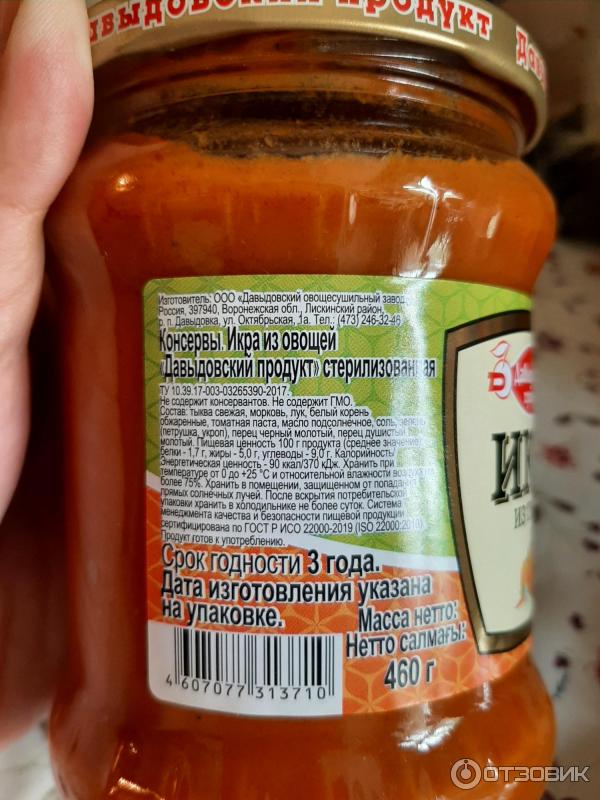 авыдовский продукт Дав
Изготовитель: ООО «Давыдовский овощесушильный завод
Россия, 397940, Воронежская обл., Лискинский район,
р. п. Давыдовка, ул. Октябрьская, 1а. Тел.: (473) 246-32-46
Консервы. Икра из овощей
«Давыдовский продукт» стерилизованная
ТУ 10.39.17-003-03265390-2017.
Не содержит консервантов. Не содержит ГМО.
Состав: тыква свежая, морковь, лук, белый корень
обжаренные, томатная паста, масло подсолнечное, соль, зелень
(петрушка, укроп), перец черный молотый, перец душистый
молотый. Пищевая ценность 100 г продукта (среднее значение)
белки - 1,7 г, жиры - 5,0 г, углеводы - 9,0 г. Калорийность/
Энергетическая ценность - 90 ккал/370 кДж. Хранить при
температуре от 0 до +25 °С и относительной влажности воздуха не
более 75%. Хранить в помещении, защищенном от попадания
прямых солнечных лучей. После вскрытия потребительской
упаковки хранить в холодильнике не более суток. Система
менеджмента качества и безопасности пищевой продукции
сертифицирована по ГОСТ Р ИСО 22000-2019 (ISO 22000:2018).
Продукт готов к употреблению.
Срок годности 3 года.
Дата изготовления указана
на упаковке.
Масса нетто:
Нетто салмағы:
460 г
4 607077 313710
ИК
ИЗ
ОТЗОВИК